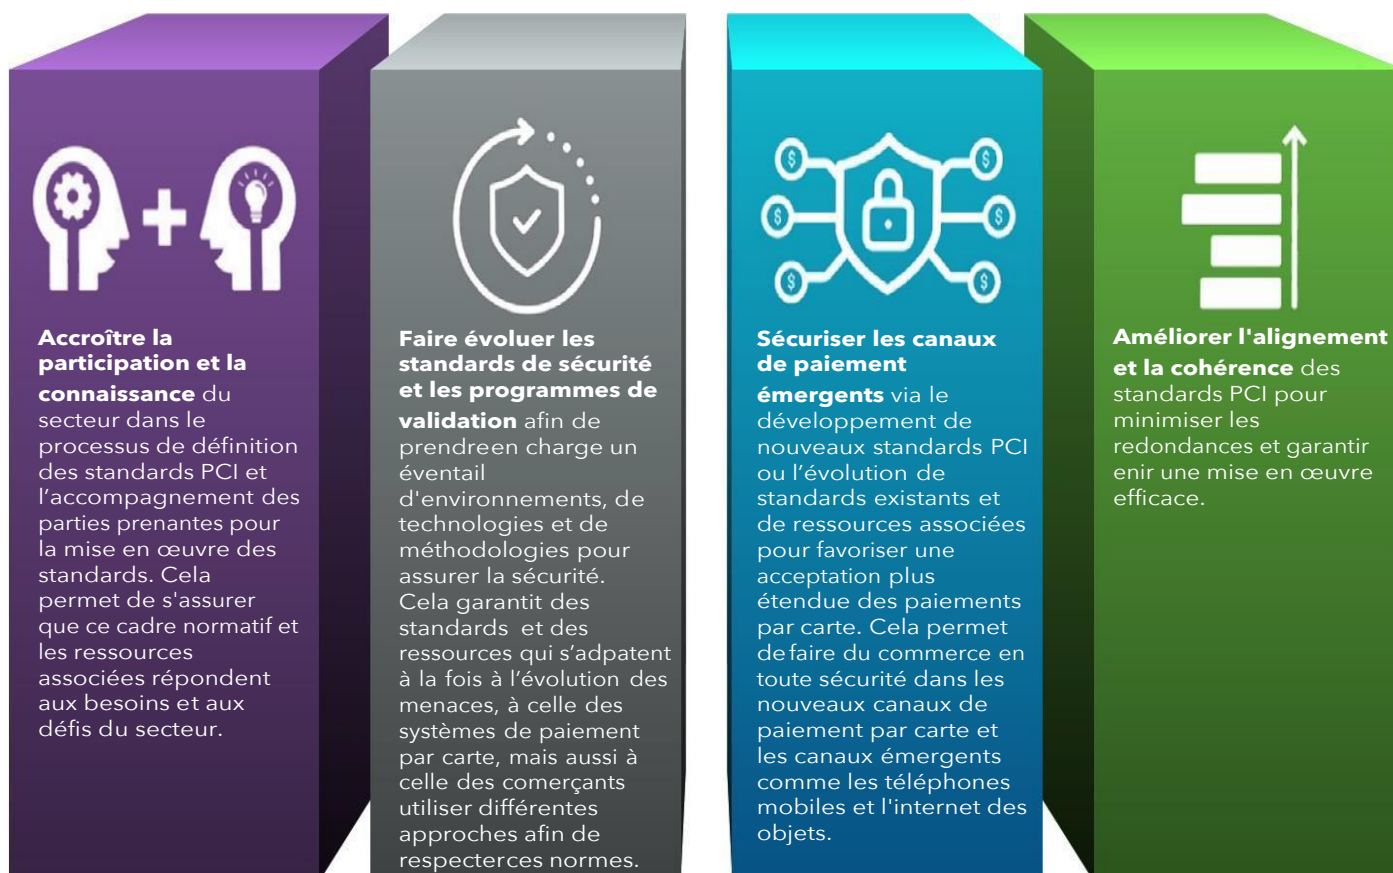 Accroître la
participation et la
connaissance du
secteur dans le
processus de définition
des standards PCI et
l’accompagnement des
parties prenantes pour
la mise en œuvre des
standards. Cela
permet de s'assurer
que ce cadre normatif et
les ressources
associées répondent
aux besoins et aux
défis du secteur.
Faire évoluer les
standards de sécurité
et les programmes de
validation afin de
prendreen charge un
éventail
d'environnements, de
technologies et de
méthodologies pour
assurer la sécurité.
Cela garantit des
standards et des
ressources qui s’adpatent
à la fois à l’évolution des
menaces, à celle des
systèmes de paiement
par carte, mais aussi à
celle des comerçants
utiliser différentes
approches afin de
respecterces normes.
Sécuriser les canaux
de paiement
émergents via le
développement de
nouveaux standards PCI
ou l’évolution de
standards existants et
de ressources associées
pour favoriser une
acceptation plus
étendue des paiements
par carte. Cela permet
defaire du commerce en
toute sécurité dans les
nouveaux canaux de
paiement par carte et
les canaux émergents
comme les téléphones
mobiles et l'internet des
objets.
Améliorer l'alignement
et la cohérence des
standards PCI pour
minimiser les
redondances et garantir
enir une mise en œuvre
efficace.